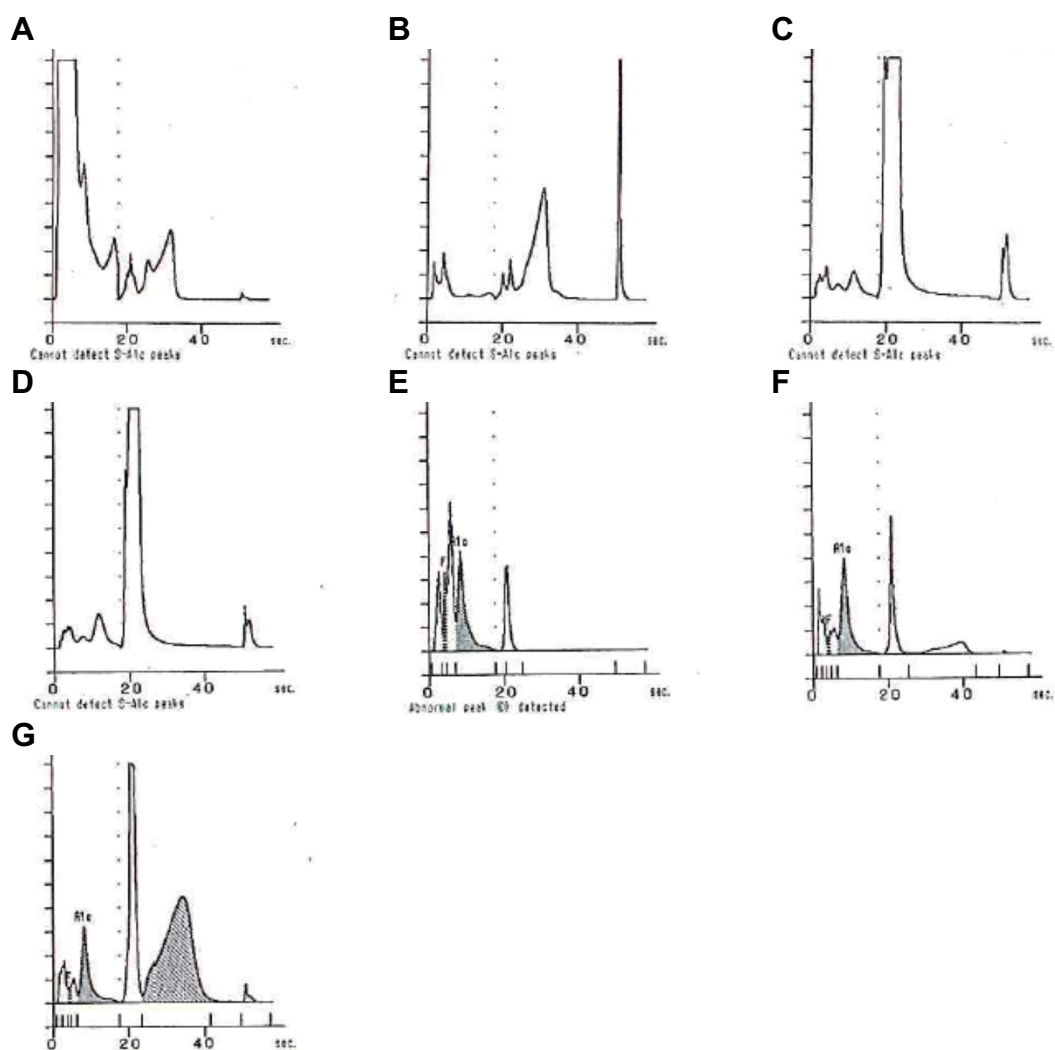 A
B
C
0 20 40 sec.
Cannot detect S-A1c peaks
0 20 40 sec.
Cannot detect S-A1c peaks
0 20 40 sec.
Cannot detect S-A1c peaks
D
E
F
A1c
A1c
0 20 40 sec.
Cannot detect S-A1c peaks
0 20 40 sec.
Abnormal peak detected
0 20 40 sec.
G
A1c
0 20 40 sec.